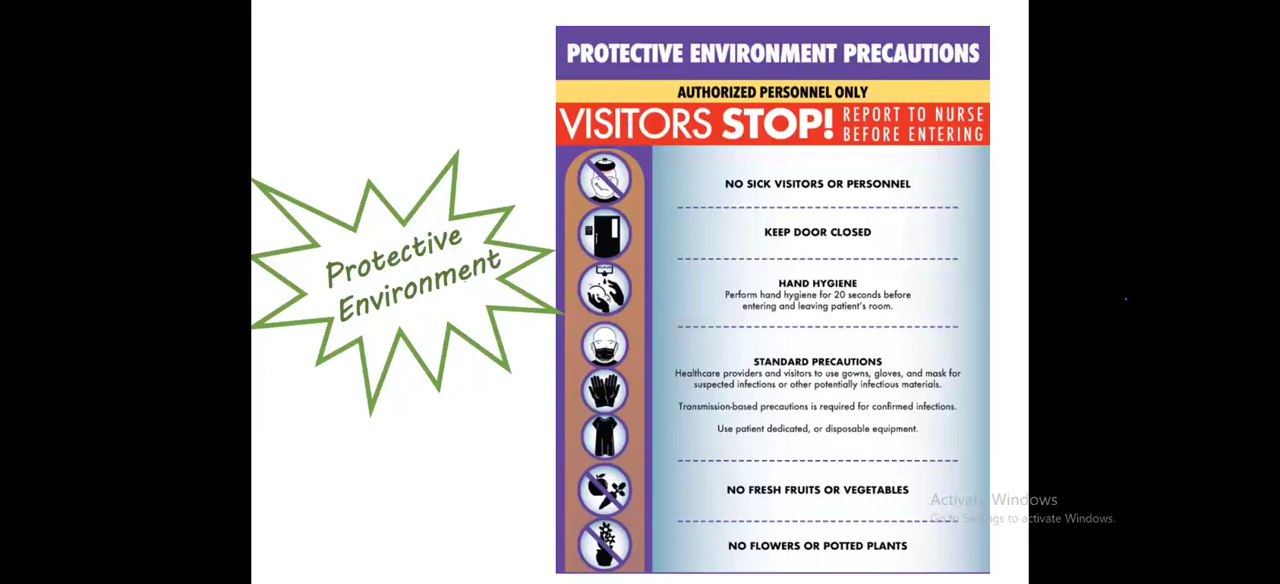 Protective
Environment
PROTECTIVE ENVIRONMENT PRECAUTIONS
AUTHORIZED PERSONNEL ONLY
VISITORS STOP! REPORT TO NURSE
BEFORE ENTERING
NO SICK VISITORS OR PERSONNEL
KEEP DOOR CLOSED
HAND HYGIENE
Perform hand hygiene for 20 seconds before
entering and leaving patient's room.
STANDARD PRECAUTIONS
Healthcare providers and visitors to use gowns, gloves, and mask for
suspected infections or other potentially infectious materials.
Transmission-based precautions is required for confirmed infections.
Use patient dedicated, or disposable equipment.
NO FRESH FRUITS OR VEGETABLES
NO FLOWERS OR POTTED PLANTS
Activate Windows
Go to Settings to activate Windows.